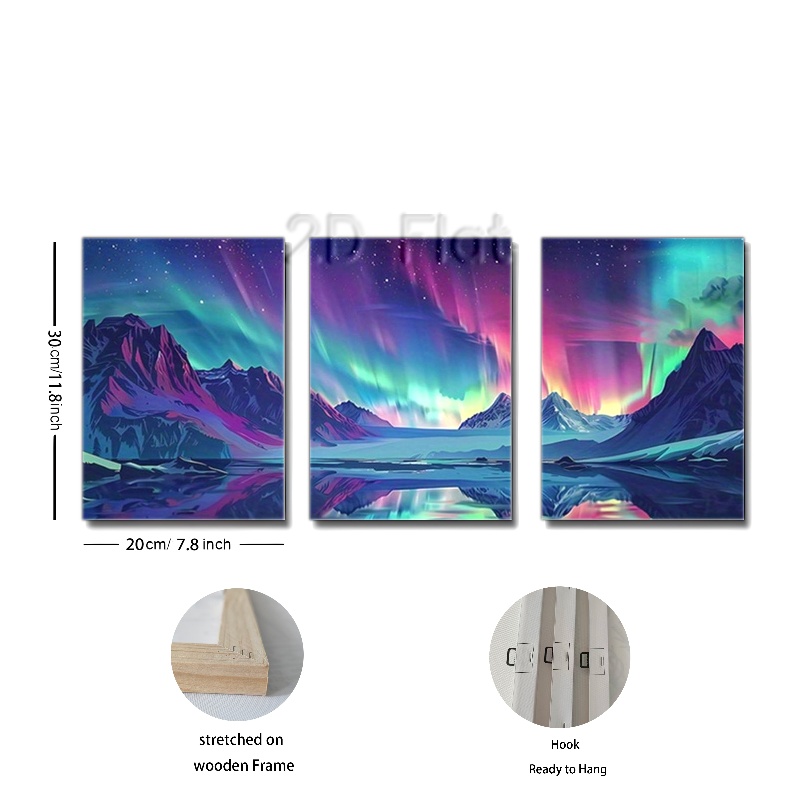 2D Flat
30cm/11.8inch
20cm/ 7.8 inch
stretched on
wooden Frame
Hook
Ready to Hang